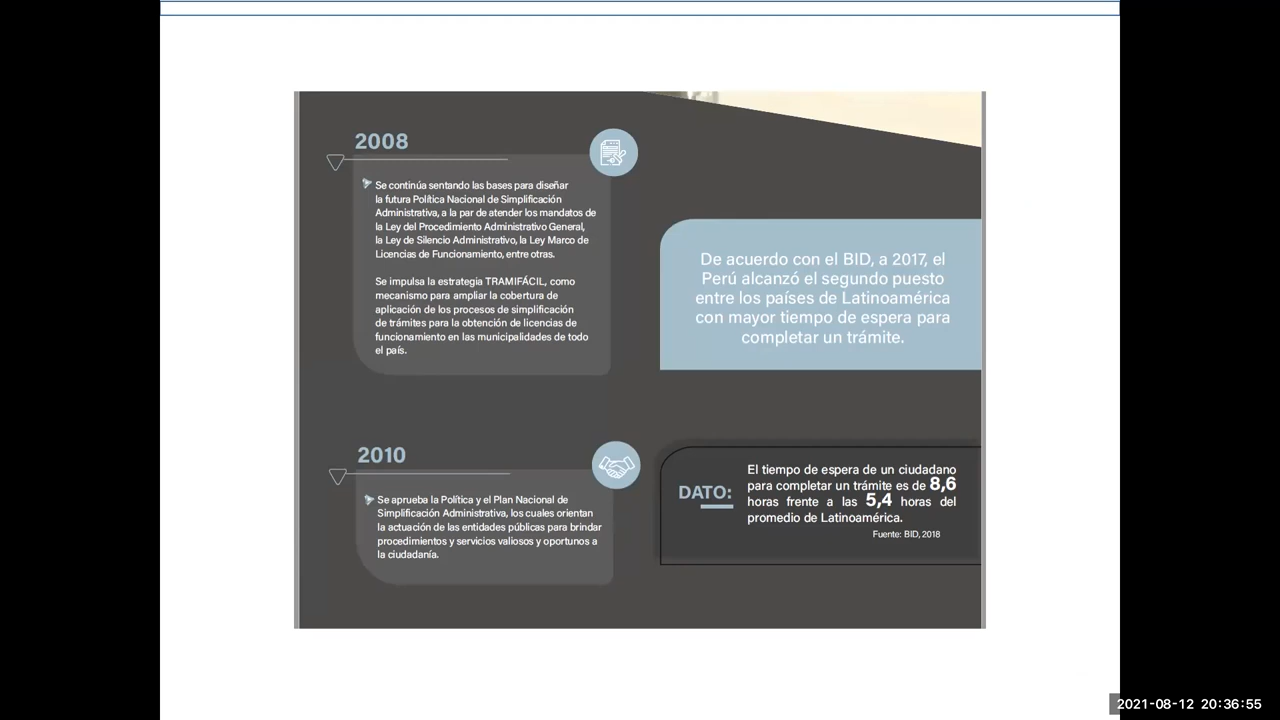 2008
Se continúa sentando las bases para diseñar
la futura Política Nacional de Simplificación
Administrativa, a la par de atender los mandatos de
la Ley del Procedimiento Administrativo General,
la Ley de Silencio Administrativo, la Ley Marco de
Licencias de Funcionamiento, entre otras.
Se impulsa la estrategia TRAMIFÁCIL, como
mecanismo para ampliar la cobertura de
aplicación de los procesos de simplificación
de trámites para la obtención de licencias de
funcionamiento en las municipalidades de todo
el país.
De acuerdo con el BID, a 2017, el
Perú alcanzó el segundo puesto
entre los países de Latinoamérica
con mayor tiempo de espera para
completar un trámite.
2010
Se aprueba la Política y el Plan Nacional de
Simplificación Administrativa, los cuales orientan
la actuación de las entidades públicas para brindar
procedimientos y servicios valiosos y oportunos a
la ciudadanía.
DATO:
El tiempo de espera de un ciudadano
para completar un trámite es de 8,6
horas frente a las 5,4 horas del
promedio de Latinoamérica.
Fuente: BID, 2018
2021-08-12 20:36:55